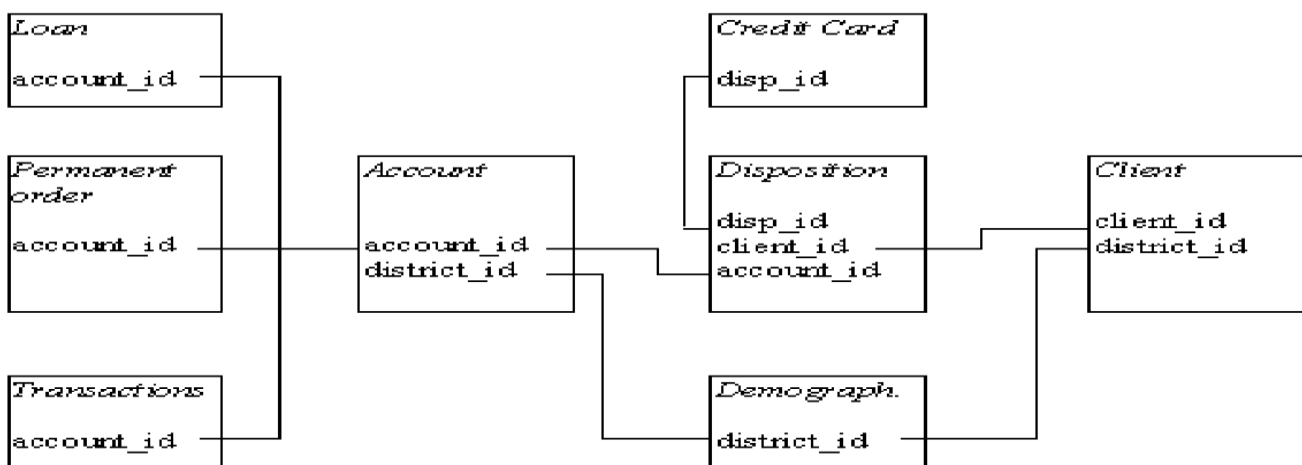 Loan
account_id
Permanent
order
account_id
Transactions
account_id
Account
account_id
district_id
Credit Card
disp_id
Disposition
disp_id
client_id
account_id
Demograph.
district_id
Client
client_id
district_id